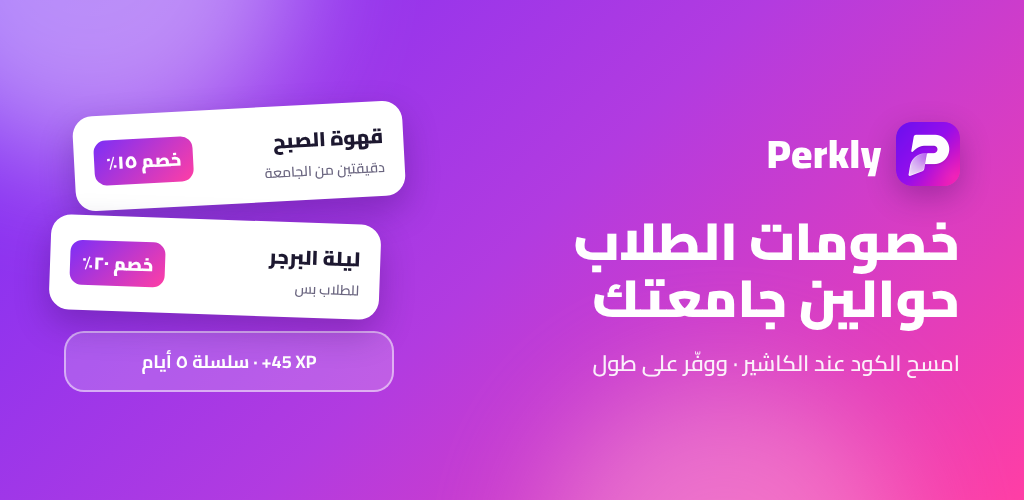 Perkly
خصومات الطلاب
حوالين جامعتك
امسح الكود عند الكاشير · ووفّر على طول
قهوة الصبح
دقيقتين من الجامعة
خصم ١٥٪
ليلة البرجر
للطلاب بس
خصم ٢٠٪
+45 XP · سلسلة ٥ أيام